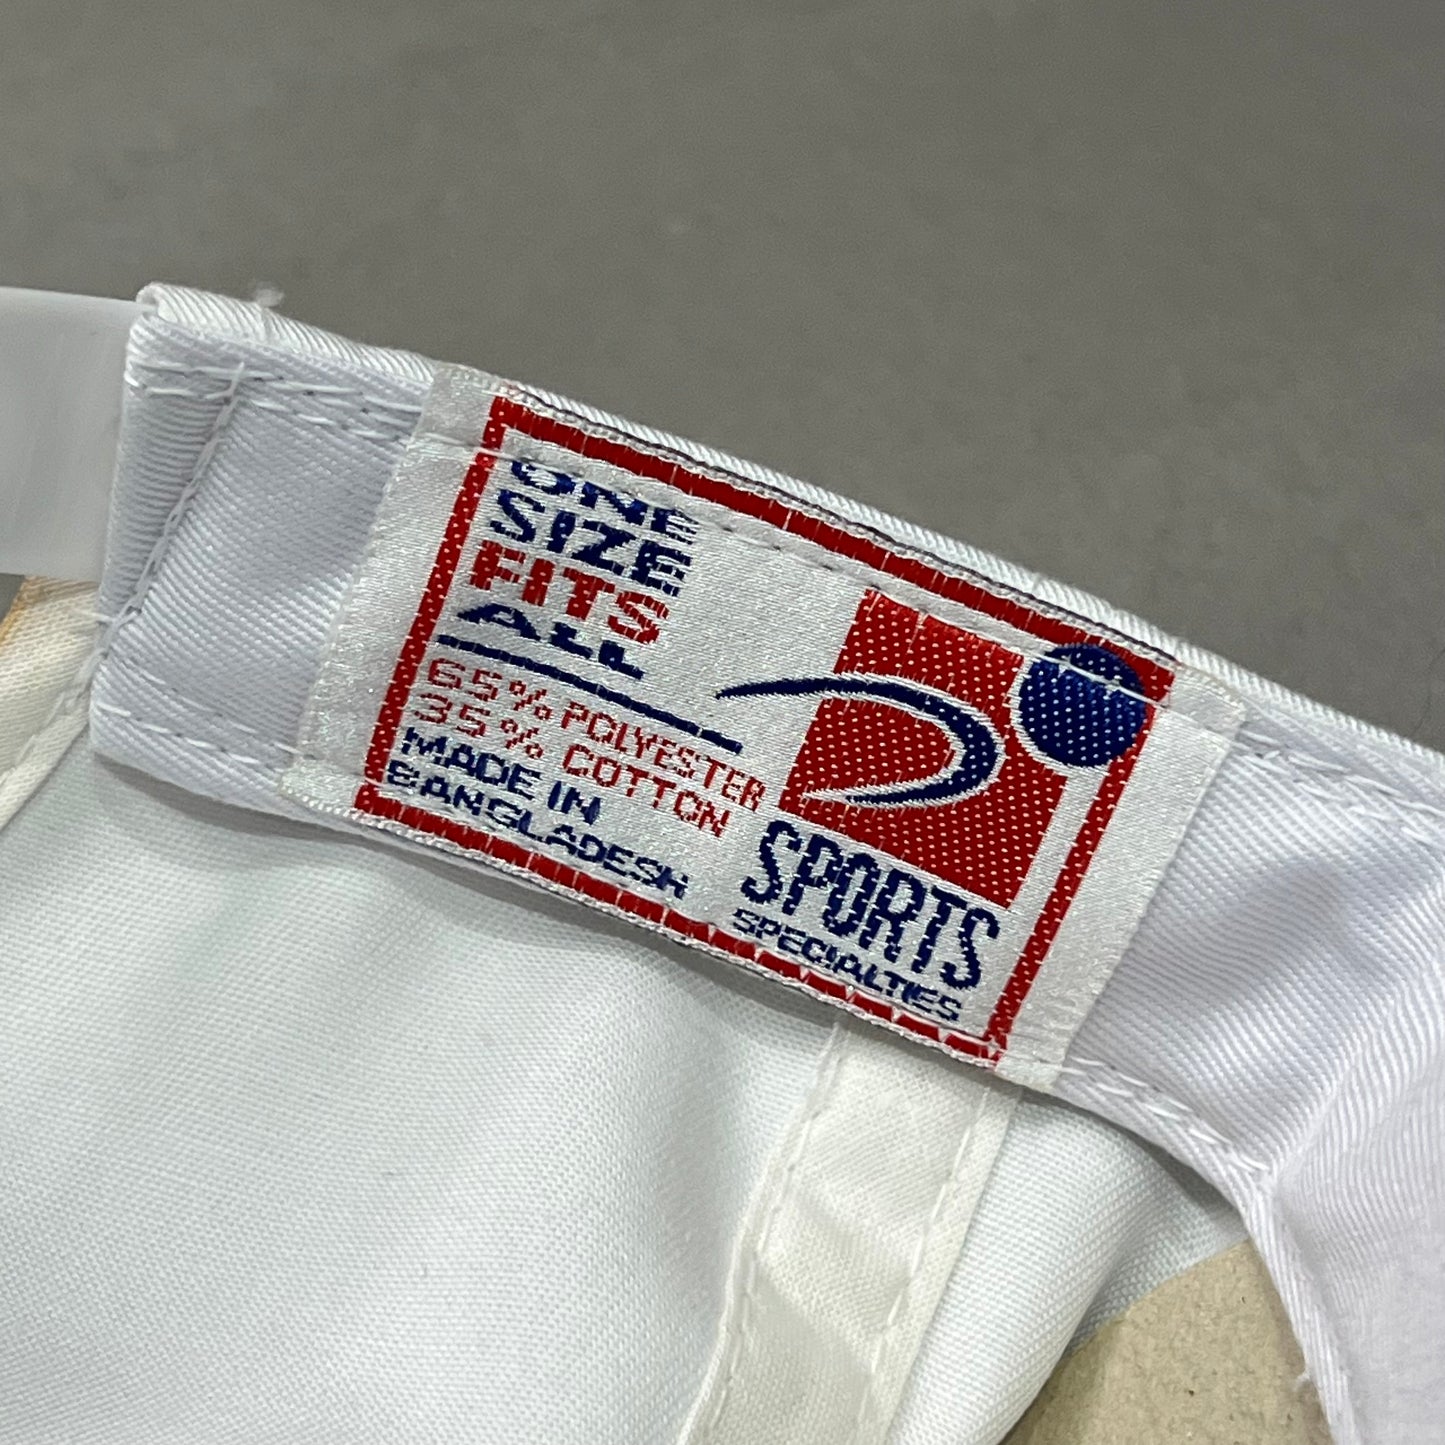 ONE
SIZE
FITS
ALL
65% POLYESTER
35% COTTON
MADE IN
BANGLADESH
SPORTS
SPECIALTIES